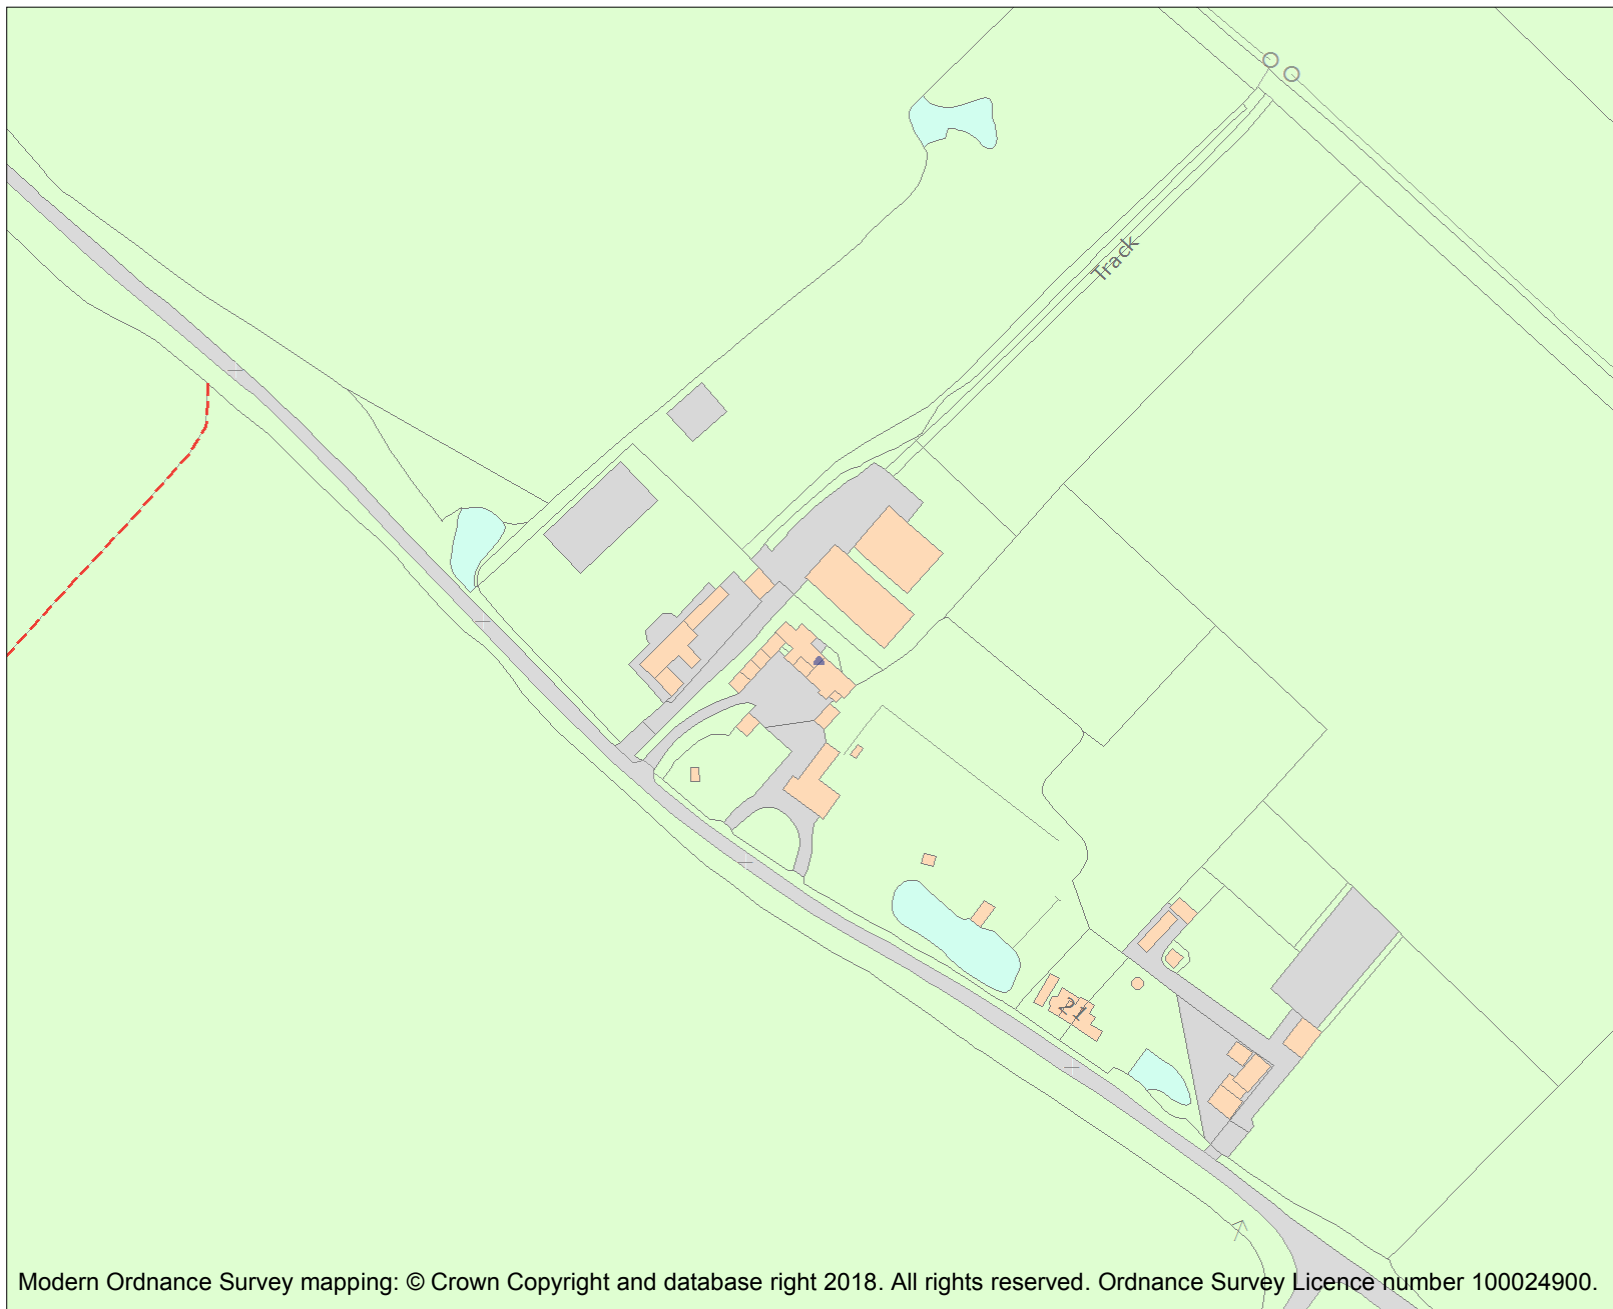 Track
21
Modern Ordnance Survey mapping: © Crown Copyright and database right 2018. All rights reserved. Ordnance Survey Licence number 100024900.